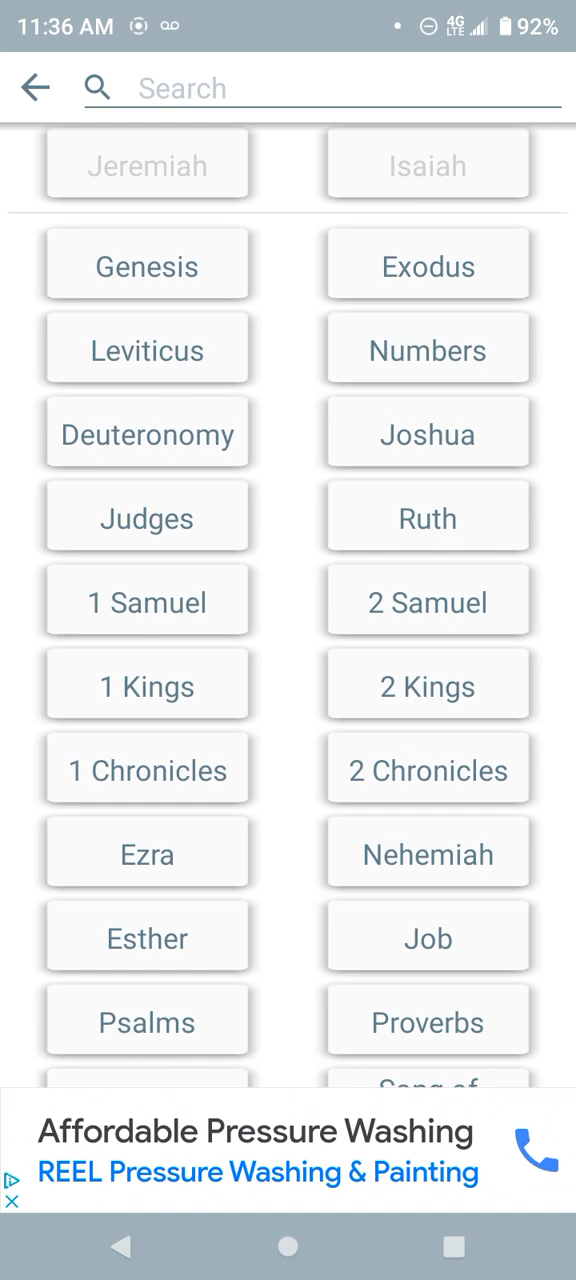 11:36 AM 4G LTE 92%
Search
Jeremiah Isaiah
Genesis Exodus
Leviticus Numbers
Deuteronomy Joshua
Judges Ruth
1 Samuel 2 Samuel
1 Kings 2 Kings
1 Chronicles 2 Chronicles
Ezra Nehemiah
Esther Job
Psalms Proverbs
Song of
Affordable Pressure Washing
REEL Pressure Washing & Painting